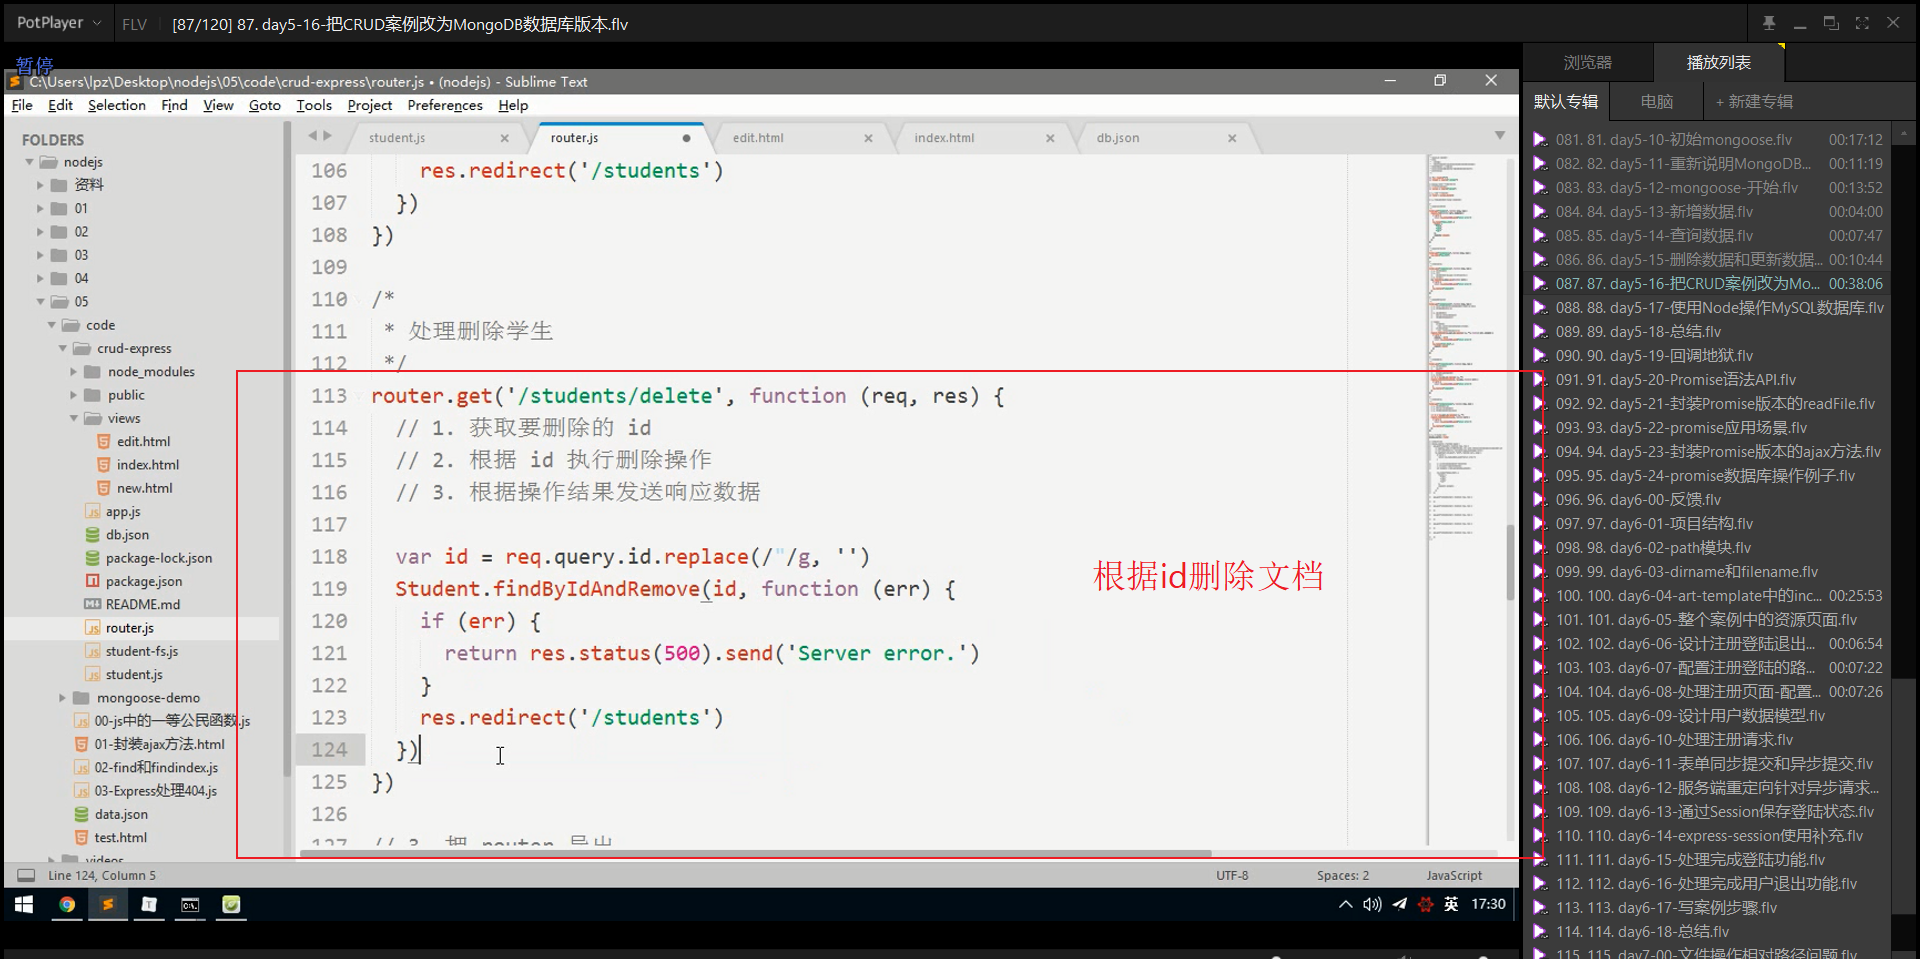 PotPlayer FLV [87/120] 87. day5-16-把CRUD案例改为MongoDB数据库版本.flv
暂停
C:\Users\lpz\Desktop\nodejs\05\code\crud-express\router.js • (nodejs) - Sublime Text
File Edit Selection Find View Goto Tools Project Preferences Help
FOLDERS
nodejs
资料
01
02
03
04
05
code
crud-express
node_modules
public
views
edit.html
index.html
new.html
app.js
db.json
package-lock.json
package.json
README.md
router.js
student-fs.js
student.js
mongoose-demo
00-js中的一等公民函数.js
01-封装ajax方法.html
02-find和findindex.js
03-Express处理404.js
data.json
test.html
videos
student.js router.js edit.html index.html db.json
106 res.redirect('/students')
107 })
108 })
109
110 /*
111 * 处理删除学生
112 */
113 router.get('/students/delete', function (req, res) {
114 // 1. 获取要删除的 id
115 // 2. 根据 id 执行删除操作
116 // 3. 根据操作结果发送响应数据
117
118 var id = req.query.id.replace(/"/g, '')
119 Student.findByIdAndRemove(id, function (err) {
120 if (err) {
121 return res.status(500).send('Server error.')
122 }
123 res.redirect('/students')
124 })
125 })
126
127 // 3. 把 router 导出
根据id删除文档
Line 124, Column 5 UTF-8 Spaces: 2 JavaScript
英 17:30
浏览器 播放列表
默认专辑 电脑 + 新建专辑
081. 81. day5-10-初始mongoose.flv 00:17:12
082. 82. day5-11-重新说明MongoDB... 00:11:19
083. 83. day5-12-mongoose-开始.flv 00:13:52
084. 84. day5-13-新增数据.flv 00:04:00
085. 85. day5-14-查询数据.flv 00:07:47
086. 86. day5-15-删除数据和更新数据... 00:10:44
087. 87. day5-16-把CRUD案例改为Mo... 00:38:06
088. 88. day5-17-使用Node操作MySQL数据库.flv
089. 89. day5-18-总结.flv
090. 90. day5-19-回调地狱.flv
091. 91. day5-20-Promise语法API.flv
092. 92. day5-21-封装Promise版本的readFile.flv
093. 93. day5-22-promise应用场景.flv
094. 94. day5-23-封装Promise版本的ajax方法.flv
095. 95. day5-24-promise数据库操作例子.flv
096. 96. day6-00-反馈.flv
097. 97. day6-01-项目结构.flv
098. 98. day6-02-path模块.flv
099. 99. day6-03-dirname和filename.flv
100. 100. day6-04-art-template中的inc... 00:25:53
101. 101. day6-05-整个案例中的资源页面.flv
102. 102. day6-06-设计注册登陆退出... 00:06:54
103. 103. day6-07-配置注册登陆的路... 00:07:22
104. 104. day6-08-处理注册页面-配置... 00:07:26
105. 105. day6-09-设计用户数据模型.flv
106. 106. day6-10-处理注册请求.flv
107. 107. day6-11-表单同步提交和异步提交.flv
108. 108. day6-12-服务端重定向针对异步请求...
109. 109. day6-13-通过Session保存登陆状态.flv
110. 110. day6-14-express-session使用补充.flv
111. 111. day6-15-处理完成登陆功能.flv
112. 112. day6-16-处理完成用户退出功能.flv
113. 113. day6-17-写案例步骤.flv
114. 114. day6-18-总结.flv
115. 115. day7-00-文件操作相对路径问题.flv